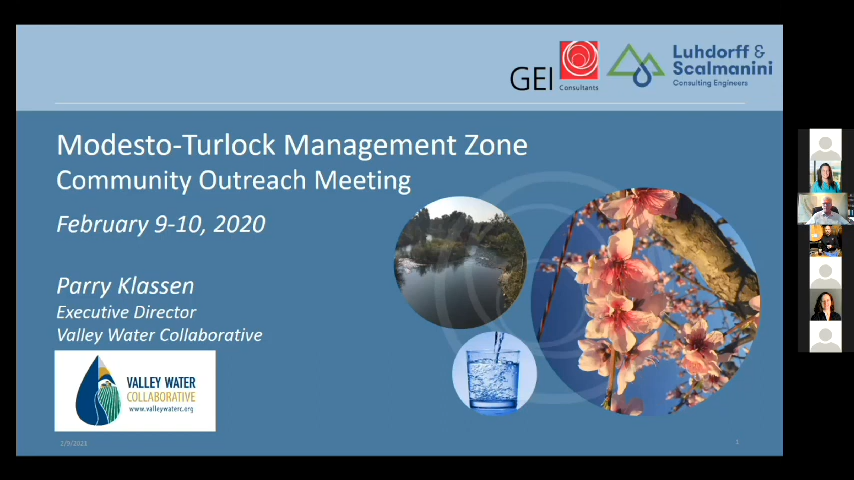 GEI
Consultants
Luhdorff &
Scalmanini
Consulting Engineers
Modesto-Turlock Management Zone
Community Outreach Meeting
February 9-10, 2020
Parry Klassen
Executive Director
Valley Water Collaborative
VALLEY WATER
COLLABORATIVE
www.valleywaterc.org
1